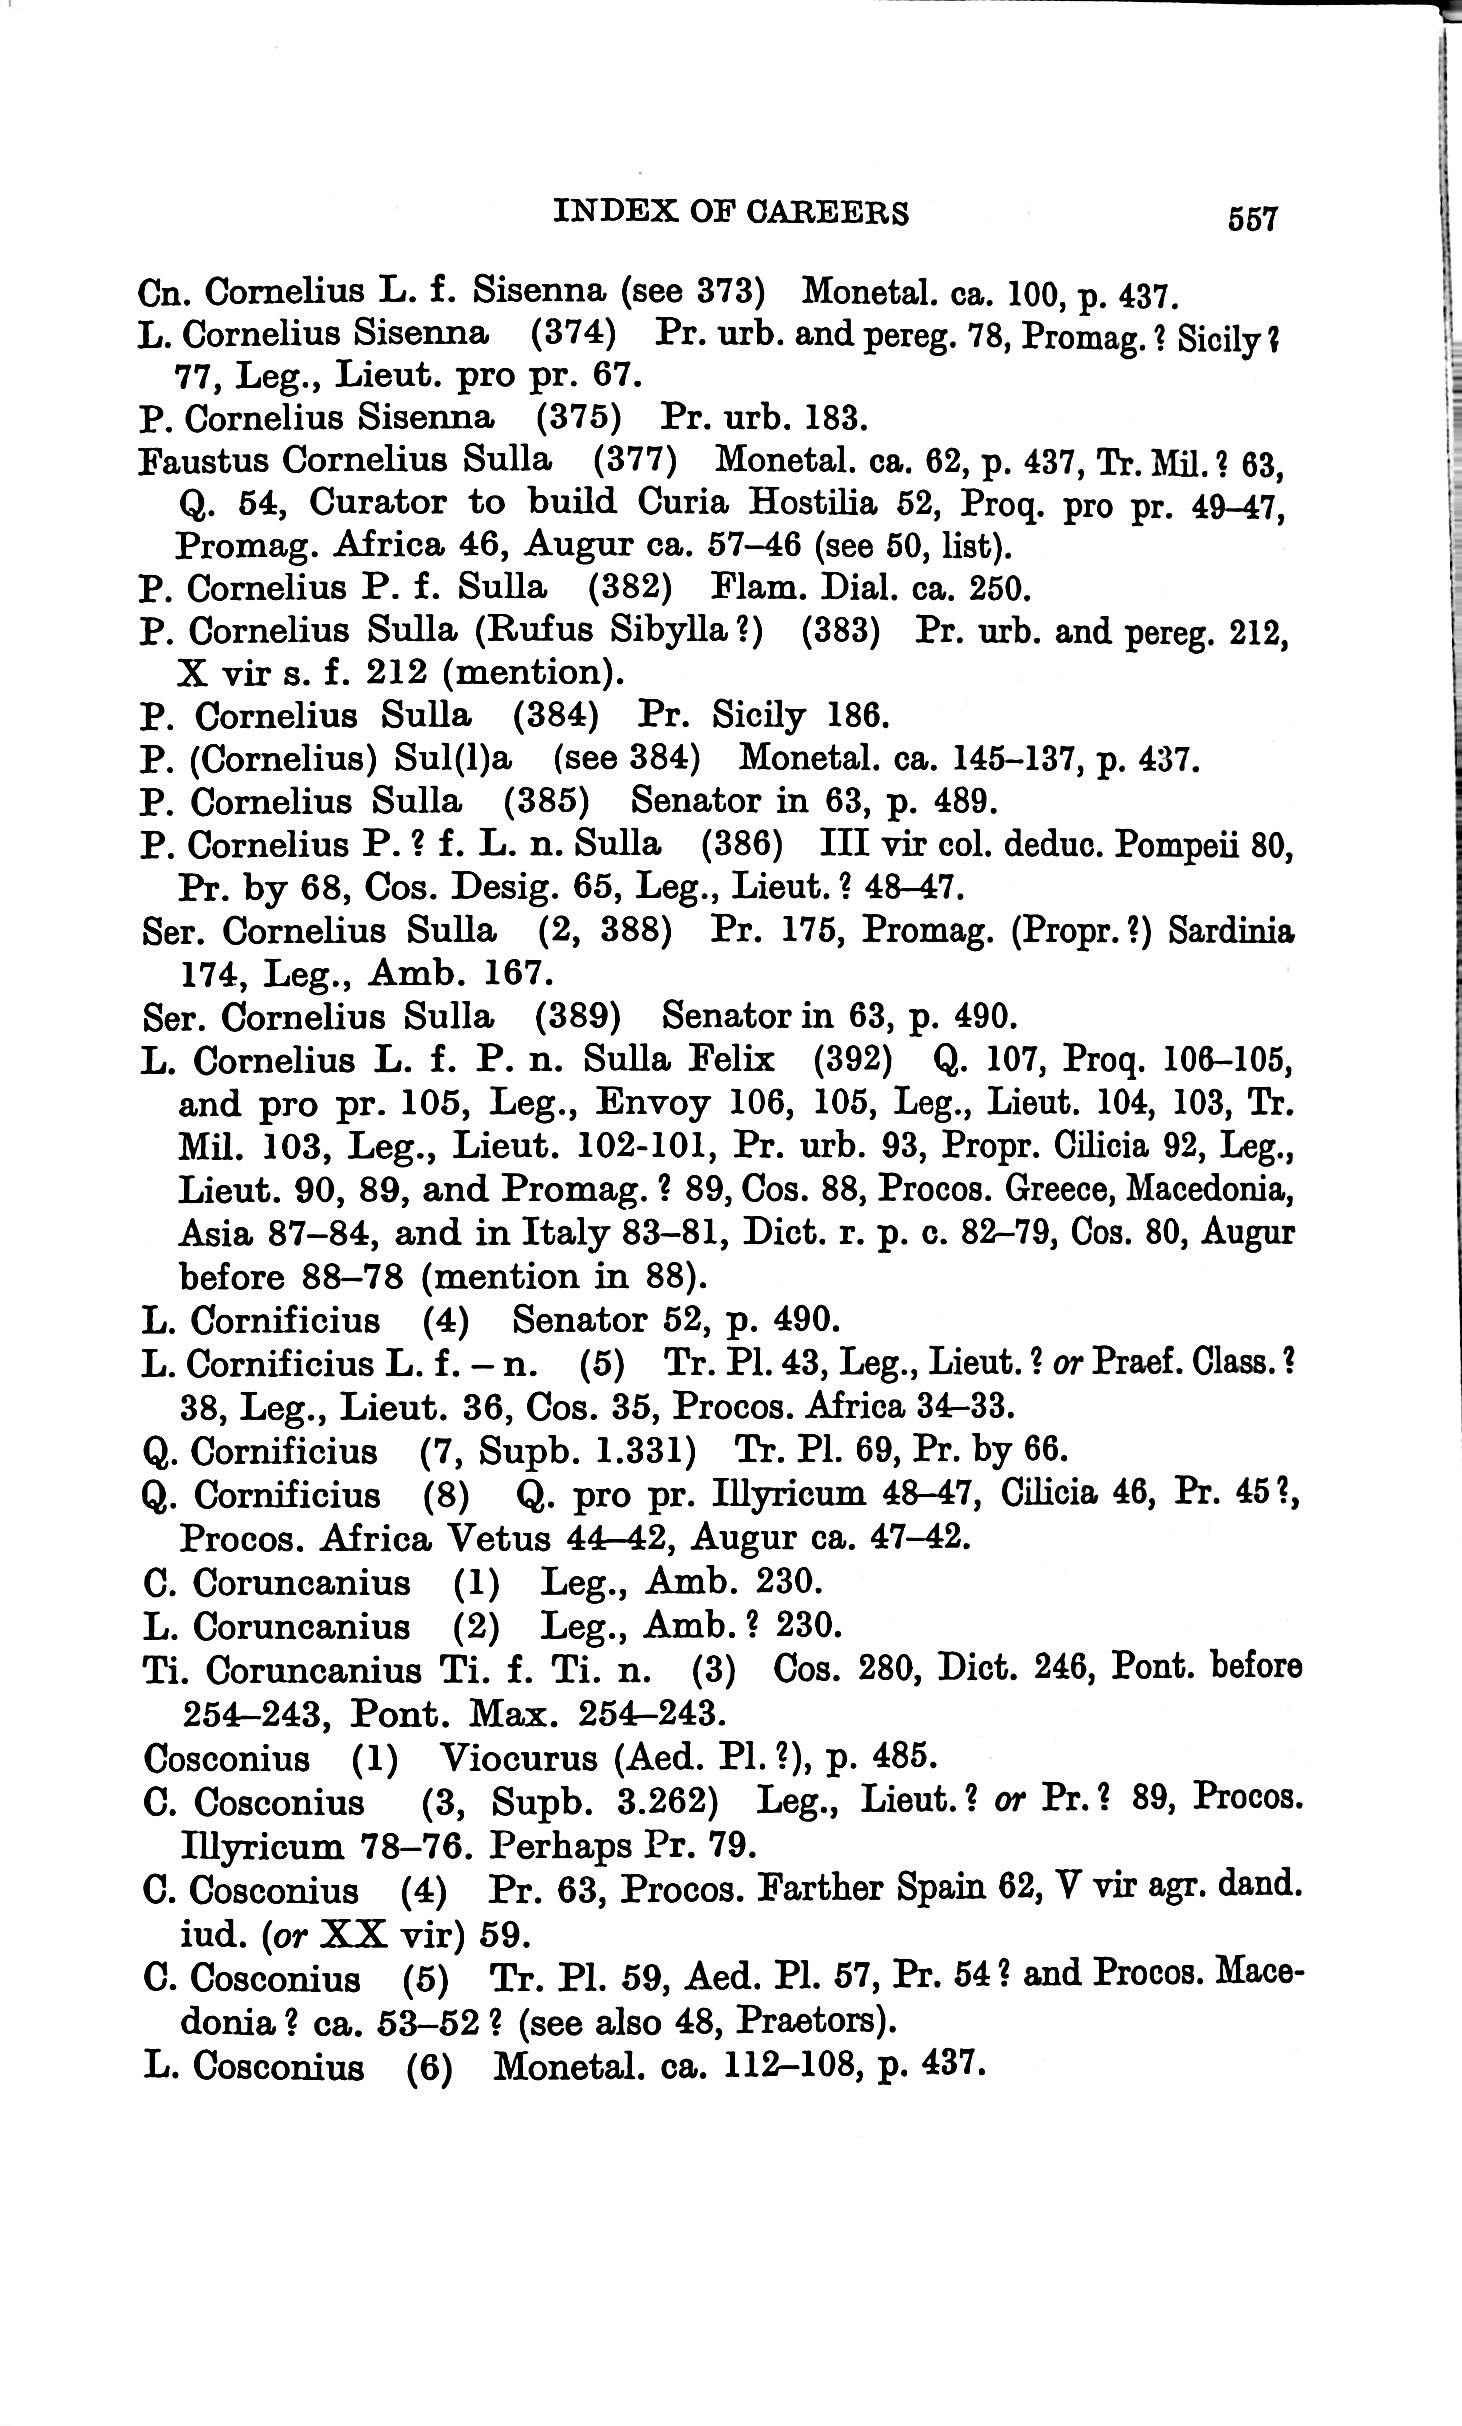 INDEX OF CAREERS 557
Cn. Cornelius L. f. Sisenna (see 373) Monetal. ca. 100, p. 437.
L. Cornelius Sisenna (374) Pr. urb. and pereg. 78, Promag. ? Sicily ?
77, Leg., Lieut. pro pr. 67.
P. Cornelius Sisenna (375) Pr. urb. 183.
Faustus Cornelius Sulla (377) Monetal. ca. 62, p. 437, Tr. Mil. ? 63,
Q. 54, Curator to build Curia Hostilia 52, Proq. pro pr. 49–47,
Promag. Africa 46, Augur ca. 57–46 (see 50, list).
P. Cornelius P. f. Sulla (382) Flam. Dial. ca. 250.
P. Cornelius Sulla (Rufus Sibylla ?) (383) Pr. urb. and pereg. 212,
X vir s. f. 212 (mention).
P. Cornelius Sulla (384) Pr. Sicily 186.
P. (Cornelius) Sul(l)a (see 384) Monetal. ca. 145–137, p. 437.
P. Cornelius Sulla (385) Senator in 63, p. 489.
P. Cornelius P. ? f. L. n. Sulla (386) III vir col. deduc. Pompeii 80,
Pr. by 68, Cos. Desig. 65, Leg., Lieut. ? 48–47.
Ser. Cornelius Sulla (2, 388) Pr. 175, Promag. (Propr. ?) Sardinia
174, Leg., Amb. 167.
Ser. Cornelius Sulla (389) Senator in 63, p. 490.
L. Cornelius L. f. P. n. Sulla Felix (392) Q. 107, Proq. 106–105,
and pro pr. 105, Leg., Envoy 106, 105, Leg., Lieut. 104, 103, Tr.
Mil. 103, Leg., Lieut. 102-101, Pr. urb. 93, Propr. Cilicia 92, Leg.,
Lieut. 90, 89, and Promag. ? 89, Cos. 88, Procos. Greece, Macedonia,
Asia 87–84, and in Italy 83–81, Dict. r. p. c. 82–79, Cos. 80, Augur
before 88–78 (mention in 88).
L. Cornificius (4) Senator 52, p. 490.
L. Cornificius L. f. – n. (5) Tr. Pl. 43, Leg., Lieut. ? or Praef. Class. ?
38, Leg., Lieut. 36, Cos. 35, Procos. Africa 34–33.
Q. Cornificius (7, Supb. 1.331) Tr. Pl. 69, Pr. by 66.
Q. Cornificius (8) Q. pro pr. Illyricum 48–47, Cilicia 46, Pr. 45 ?,
Procos. Africa Vetus 44–42, Augur ca. 47–42.
C. Coruncanius (1) Leg., Amb. 230.
L. Coruncanius (2) Leg., Amb. ? 230.
Ti. Coruncanius Ti. f. Ti. n. (3) Cos. 280, Dict. 246, Pont. before
254–243, Pont. Max. 254–243.
Cosconius (1) Viocurus (Aed. Pl. ?), p. 485.
C. Cosconius (3, Supb. 3.262) Leg., Lieut. ? or Pr. ? 89, Procos.
Illyricum 78–76. Perhaps Pr. 79.
C. Cosconius (4) Pr. 63, Procos. Farther Spain 62, V vir agr. dand.
iud. (or XX vir) 59.
C. Cosconius (5) Tr. Pl. 59, Aed. Pl. 57, Pr. 54 ? and Procos. Mace-
donia ? ca. 53–52 ? (see also 48, Praetors).
L. Cosconius (6) Monetal. ca. 112–108, p. 437.